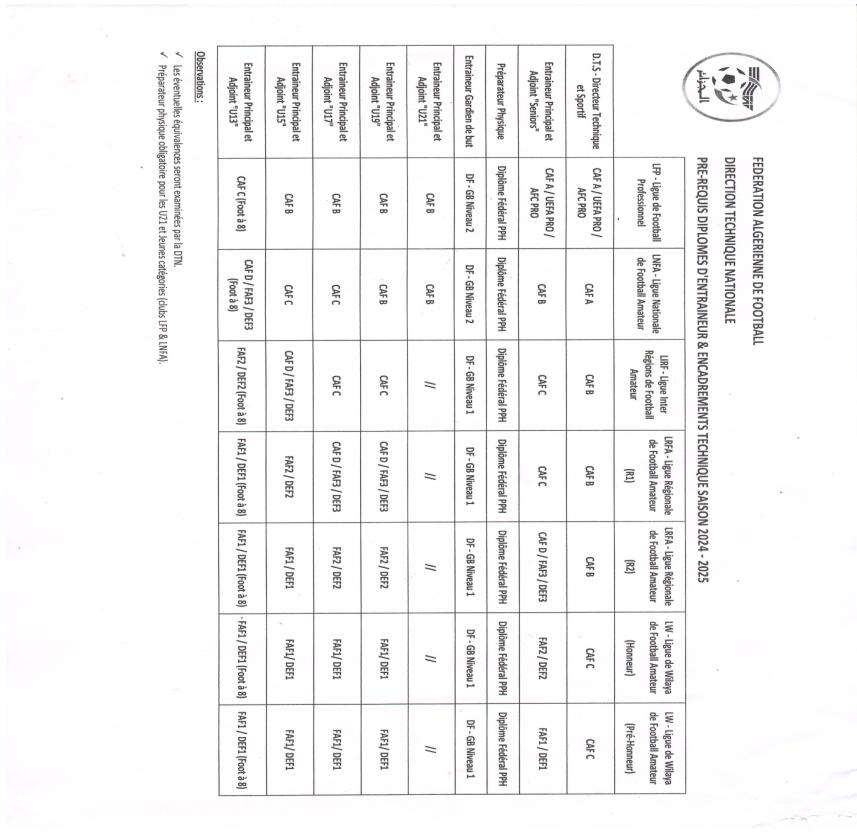 الجزائر
FEDERATION ALGERIENNE DE FOOTBALL
DIRECTION TECHNIQUE NATIONALE
PRE-REQUIS DIPLOMES D'ENTRAINEUR & ENCADREMENTS TECHNIQUE SAISON 2024 - 2025
LFP - Ligue de Football
Professionnel
LNFA - Ligue Nationale
de Football Amateur
LIRF - Ligue Inter
Régions de Football
Amateur
LRFA - Ligue Régionale
de Football Amateur
(R1)
LRFA - Ligue Régionale
de Football Amateur
(R2)
LW - Ligue de Wilaya
de Football Amateur
(Honneur)
LW - Ligue de Wilaya
de Football Amateur
(Pré-Honneur)
D.T.S - Directeur Technique
et Sportif
CAF A / UEFA PRO /
AFC PRO
CAF A
CAF B
CAF B
CAF B
CAF C
CAF C
Entraineur Principal et
Adjoint "Seniors"
CAF A / UEFA PRO /
AFC PRO
CAF B
CAF C
CAF C
CAF D / FAF3 / DEF3
FAF2 / DEF2
FAF1 / DEF1
Préparateur Physique
Diplôme Fédéral PPH
Diplôme Fédéral PPH
Diplôme Fédéral PPH
Diplôme Fédéral PPH
Diplôme Fédéral PPH
Diplôme Fédéral PPH
Diplôme Fédéral PPH
Entraineur Gardien de but
DF - GB Niveau 2
DF - GB Niveau 2
DF - GB Niveau 1
DF - GB Niveau 1
DF - GB Niveau 1
DF - GB Niveau 1
DF - GB Niveau 1
Entraineur Principal et
Adjoint "U21"
CAF B
CAF B
//
//
//
//
//
Entraineur Principal et
Adjoint "U19"
CAF B
CAF B
CAF C
CAF D / FAF3 / DEF3
FAF2 / DEF2
FAF1/ DEF1
FAF1/ DEF1
Entraineur Principal et
Adjoint "U17"
CAF B
CAF C
CAF C
CAF D / FAF3 / DEF3
FAF2 / DEF2
FAF1/ DEF1
FAF1/ DEF1
Entraineur Principal et
Adjoint "U15"
CAF B
CAF C
CAF D / FAF3 / DEF3
FAF2 / DEF2
FAF1/ DEF1
FAF1/ DEF1
FAF1/ DEF1
Entraineur Principal et
Adjoint "U13"
CAF C (Foot à 8)
CAF D / FAF3 / DEF3
(Foot à 8)
FAF2 / DEF2 (Foot à 8)
FAF1 / DEF1 (Foot à 8)
FAF1 / DEF1 (Foot à 8)
FAF1 / DEF1 (Foot à 8)
FAF1 / DEF1 (Foot à 8)
Observations :
✓ Les éventuelles équivalences seront examinées par la DTN.
✓ Préparateur physique obligatoire pour les U21 et Jeunes catégories (clubs LFP & LNFA).